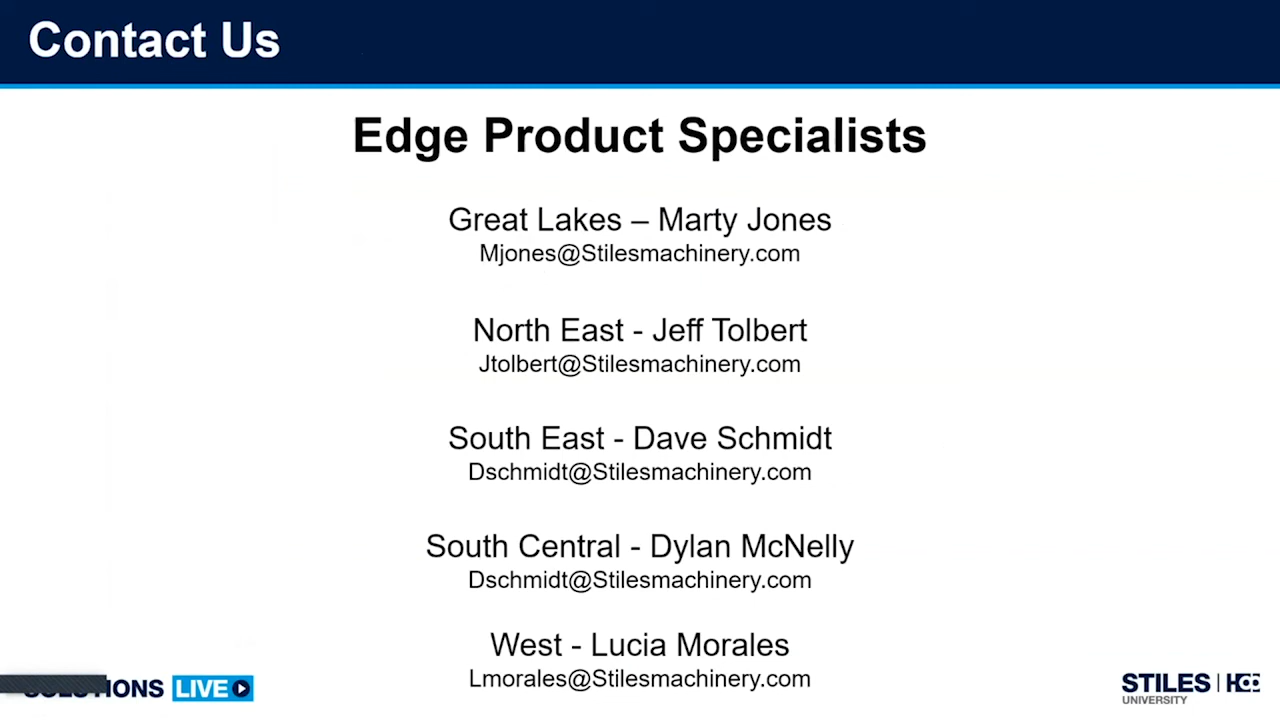 Contact Us
Edge Product Specialists
Great Lakes – Marty Jones
Mjones@Stilesmachinery.com
North East - Jeff Tolbert
Jtolbert@Stilesmachinery.com
South East - Dave Schmidt
Dschmidt@Stilesmachinery.com
South Central - Dylan McNelly
Dschmidt@Stilesmachinery.com
West - Lucia Morales
Lmorales@Stilesmachinery.com
SOLUTIONS LIVE
STILES
UNIVERSITY